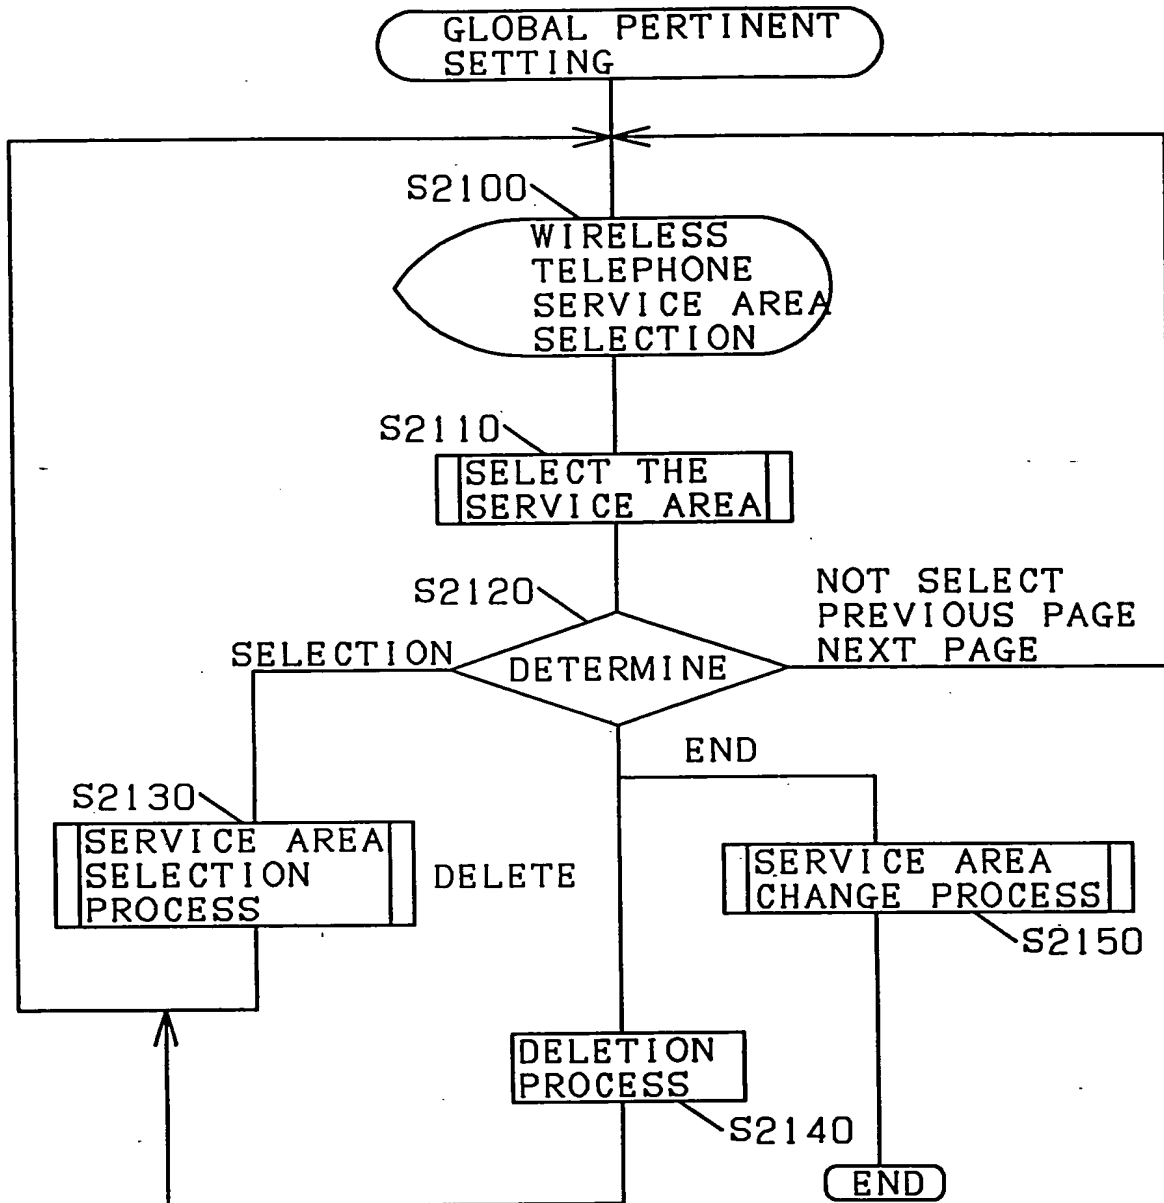 GLOBAL PERTINENT
SETTING
S2100
WIRELESS
TELEPHONE
SERVICE AREA
SELECTION
S2110
SELECT THE
SERVICE AREA
S2120
NOT SELECT
PREVIOUS PAGE
NEXT PAGE
SELECTION
DETERMINE
END
S2130
SERVICE AREA
SELECTION
PROCESS
DELETE
SERVICE AREA
CHANGE PROCESS
S2150
DELETION
PROCESS
S2140
END